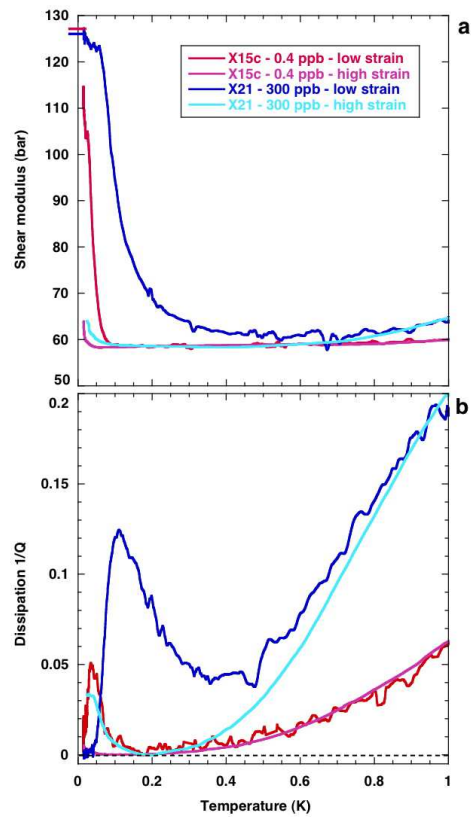 a
130
120
110
100
90
80
70
60
50
Shear modulus (bar)
X15c - 0.4 ppb - low strain
X15c - 0.4 ppb - high strain
X21 - 300 ppb - low strain
X21 - 300 ppb - high strain
b
0.2
0.15
0.1
0.05
0
Dissipation 1/Q
0 0.2 0.4 0.6 0.8 1
Temperature (K)